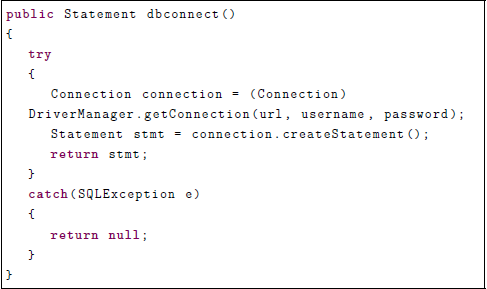 public Statement dbconnect()
{
try
{
Connection connection = (Connection)
DriverManager.getConnection(url, username, password);
Statement stmt = connection.createStatement();
return stmt;
}
catch(SQLException e)
{
return null;
}
}